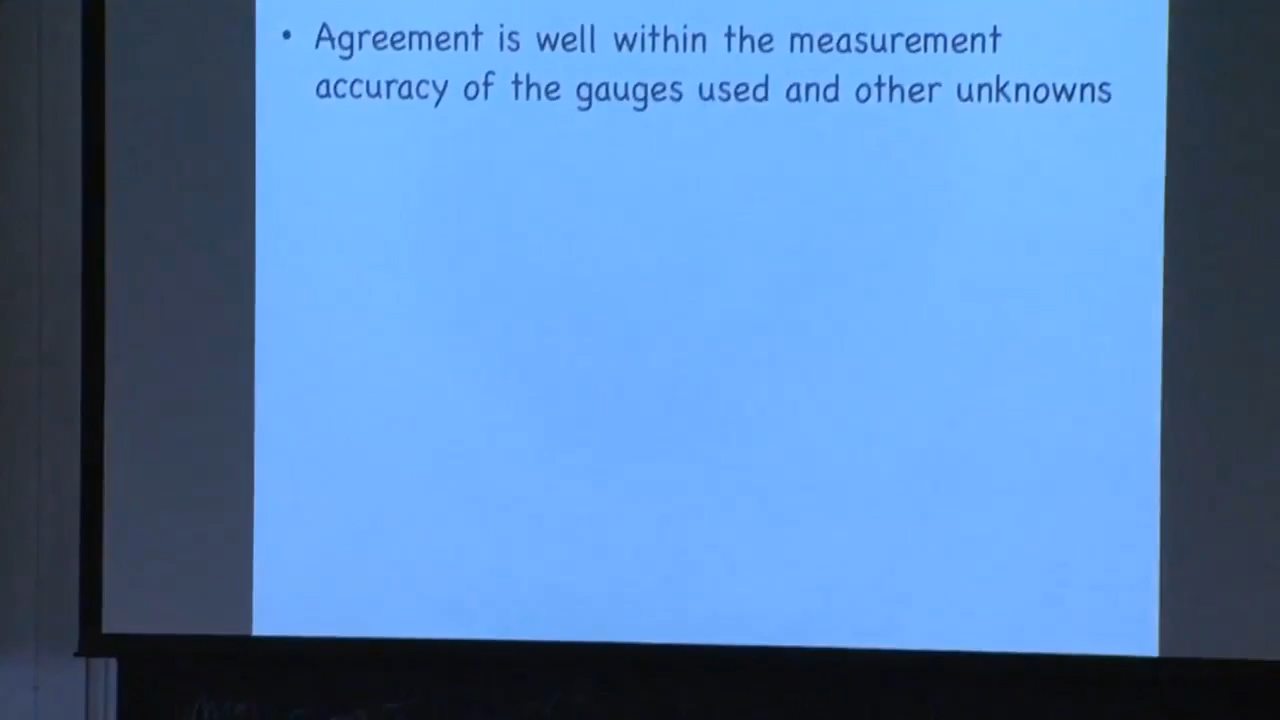 • Agreement is well within the measurement
accuracy of the gauges used and other unknowns